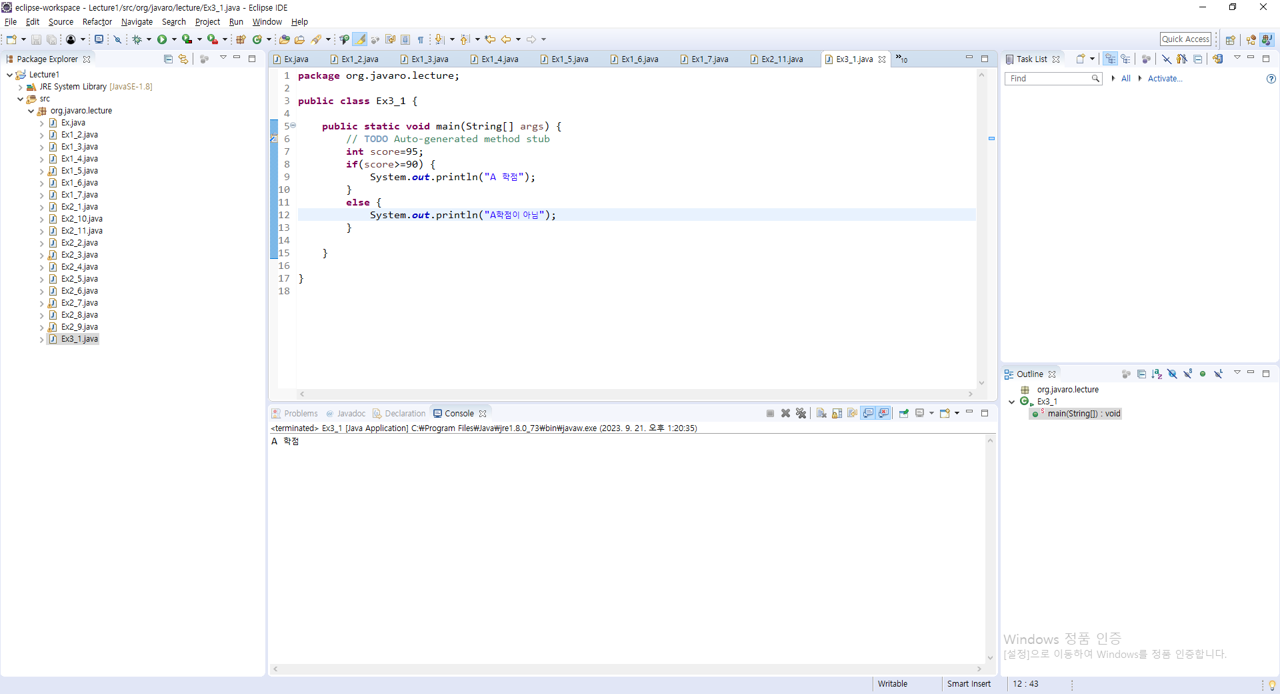 eclipse-workspace - Lecture1/src/org/javaro/lecture/Ex3_1.java - Eclipse IDE
File Edit Source Refactor Navigate Search Project Run Window Help
Quick Access
Package Explorer
Lecture1
JRE System Library [JavaSE-1.8]
src
org.javaro.lecture
Ex.java
Ex1_2.java
Ex1_3.java
Ex1_4.java
Ex1_5.java
Ex1_6.java
Ex1_7.java
Ex2_1.java
Ex2_10.java
Ex2_11.java
Ex2_2.java
Ex2_3.java
Ex2_4.java
Ex2_5.java
Ex2_6.java
Ex2_7.java
Ex2_8.java
Ex2_9.java
Ex3_1.java
Ex.java Ex1_2.java Ex1_3.java Ex1_4.java Ex1_5.java Ex1_6.java Ex1_7.java Ex2_11.java Ex3_1.java »10
1 package org.javaro.lecture;
2
3 public class Ex3_1 {
4
5 public static void main(String[] args) {
6 // TODO Auto-generated method stub
7 int score=95;
8 if(score>=90) {
9 System.out.println("A 학점");
10 }
11 else {
12 System.out.println("A학점이 아님");
13 }
14
15 }
16
17 }
18
Problems Javadoc Declaration Console
<terminated> Ex3_1 [Java Application] C:₩Program Files₩Java₩jre1.8.0_73₩bin₩javaw.exe (2023. 9. 21. 오후 1:20:35)
A 학점
Task List
Find All Activate...
Outline
org.javaro.lecture
Ex3_1
main(String[]) : void
Windows 정품 인증
[설정]으로 이동하여 Windows를 정품 인증합니다.
Writable Smart Insert 12 : 43